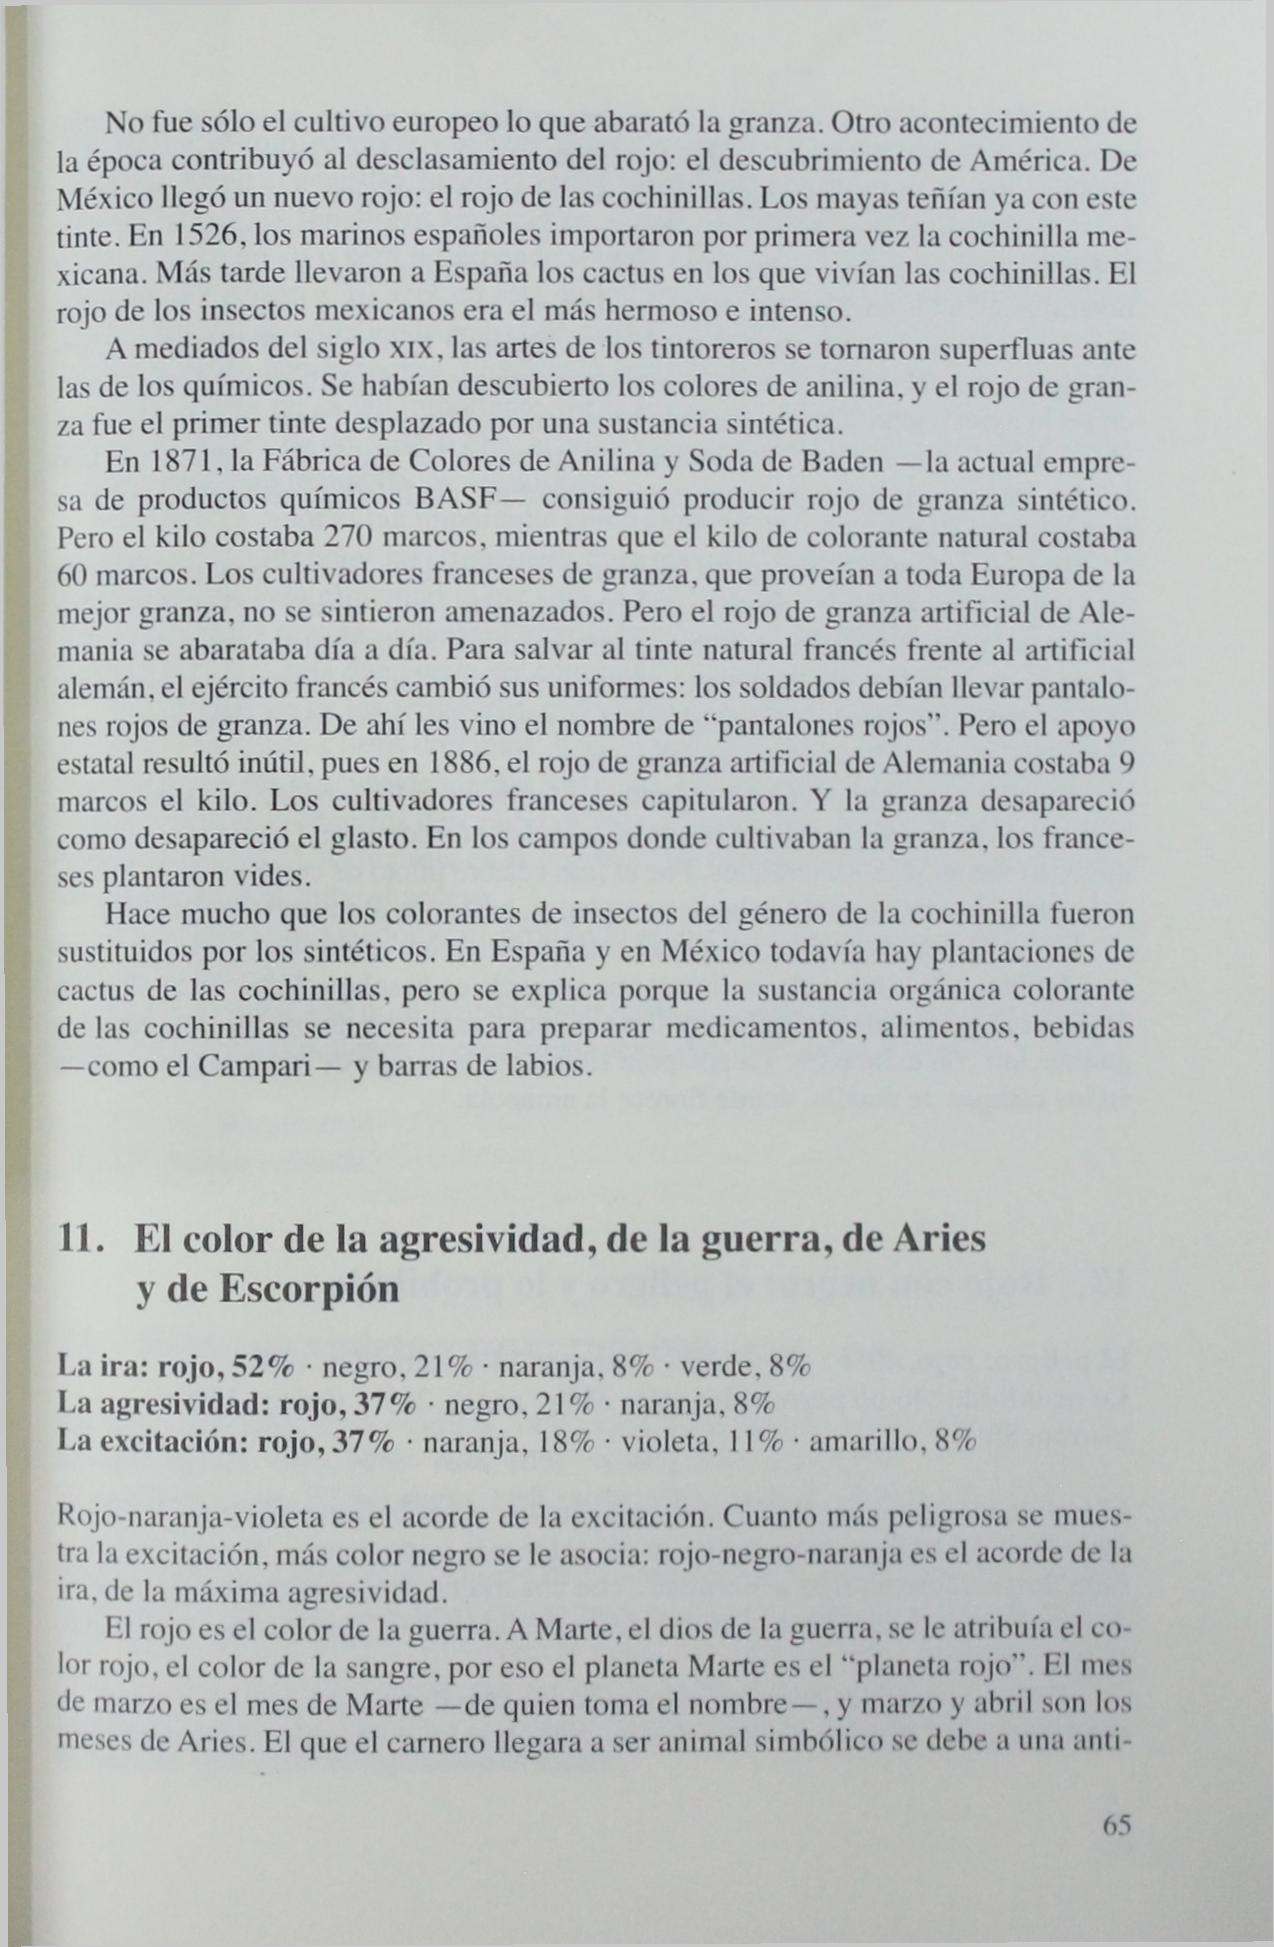 No fue sólo el cultivo europeo lo que abarató la granza. Otro acontecimiento de
la época contribuyó al desclasamiento del rojo: el descubrimiento de América. De
México llegó un nuevo rojo: el rojo de las cochinillas. Los mayas teñían ya con este
tinte. En 1526, los marinos españoles importaron por primera vez la cochinilla me-
xicana. Más tarde llevaron a España los cactus en los que vivían las cochinillas. El
rojo de los insectos mexicanos era el más hermoso e intenso.
A mediados del siglo XIX, las artes de los tintoreros se tornaron superfluas ante
las de los químicos. Se habían descubierto los colores de anilina, y el rojo de gran-
za fue el primer tinte desplazado por una sustancia sintética.
En 1871, la Fábrica de Colores de Anilina y Soda de Baden —la actual empre-
sa de productos químicos BASF— consiguió producir rojo de granza sintético.
Pero el kilo costaba 270 marcos, mientras que el kilo de colorante natural costaba
60 marcos. Los cultivadores franceses de granza, que proveían a toda Europa de la
mejor granza, no se sintieron amenazados. Pero el rojo de granza artificial de Ale-
mania se abarataba día a día. Para salvar al tinte natural francés frente al artificial
alemán, el ejército francés cambió sus uniformes: los soldados debían llevar pantalo-
nes rojos de granza. De ahí les vino el nombre de “pantalones rojos”. Pero el apoyo
estatal resultó inútil, pues en 1886, el rojo de granza artificial de Alemania costaba 9
marcos el kilo. Los cultivadores franceses capitularon. Y la granza desapareció
como desapareció el glasto. En los campos donde cultivaban la granza, los france-
ses plantaron vides.
Hace mucho que los colorantes de insectos del género de la cochinilla fueron
sustituidos por los sintéticos. En España y en México todavía hay plantaciones de
cactus de las cochinillas, pero se explica porque la sustancia orgánica colorante
de las cochinillas se necesita para preparar medicamentos, alimentos, bebidas
—como el Campari— y barras de labios.
11. El color de la agresividad, de la guerra, de Aries
y de Escorpión
La ira: rojo, 52% · negro, 21% · naranja, 8% · verde, 8%
La agresividad: rojo, 37% · negro, 21% · naranja, 8%
La excitación: rojo, 37% · naranja, 18% · violeta, 11% · amarillo, 8%
Rojo-naranja-violeta es el acorde de la excitación. Cuanto más peligrosa se mues-
tra la excitación, más color negro se le asocia: rojo-negro-naranja es el acorde de la
ira, de la máxima agresividad.
El rojo es el color de la guerra. A Marte, el dios de la guerra, se le atribuía el co-
lor rojo, el color de la sangre, por eso el planeta Marte es el “planeta rojo”. El mes
de marzo es el mes de Marte —de quien toma el nombre—, y marzo y abril son los
meses de Aries. El que el carnero llegara a ser animal simbólico se debe a una anti-
65